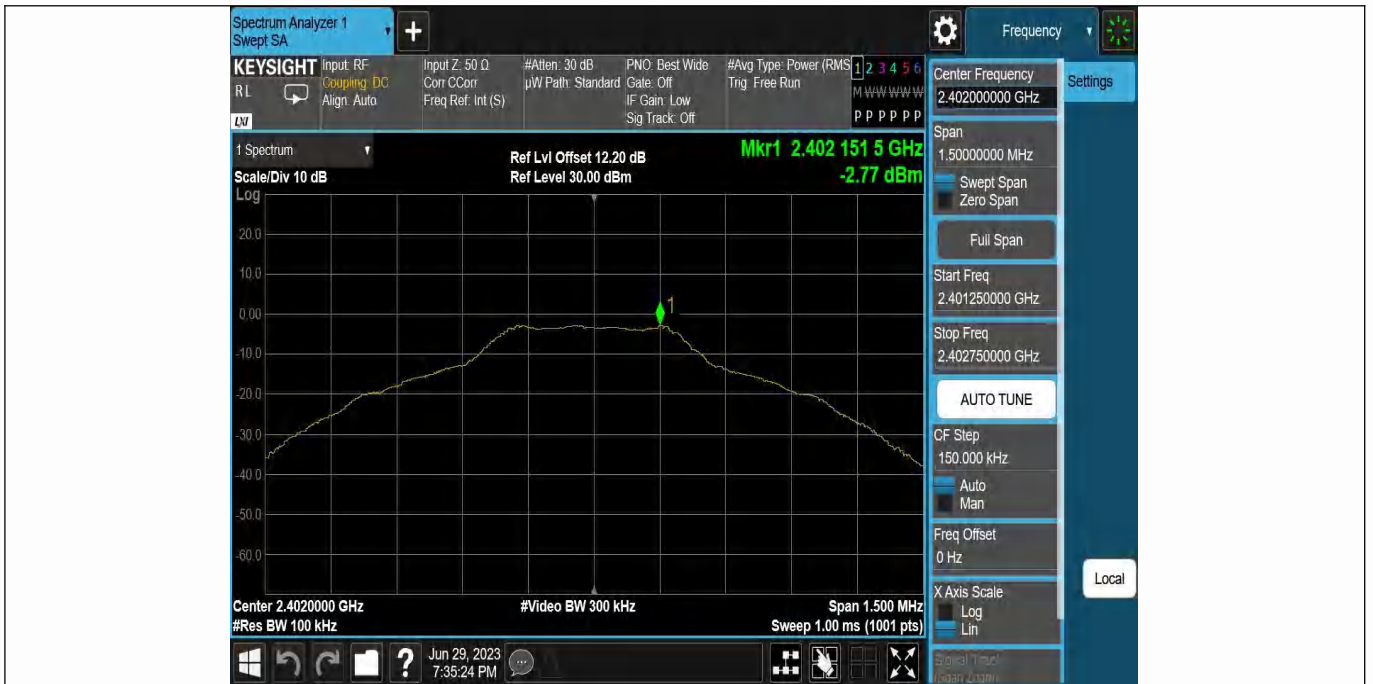 Spectrum Analyzer 1
Swept SA
Frequency
KEYSIGHT
R L
LXI
Input: RF
Coupling: DC
Align: Auto
Input Z: 50 Ω
Corr CCorr
Freq Ref: Int (S)
#Atten: 30 dB
µW Path: Standard
PNO: Best Wide
Gate: Off
IF Gain: Low
Sig Track: Off
#Avg Type: Power (RMS
Trig: Free Run
1 2 3 4 5 6
M W W W W W
P P P P P P
1 Spectrum
Scale/Div 10 dB
Ref Lvl Offset 12.20 dB
Ref Level 30.00 dBm
Mkr1 2.402 151 5 GHz
-2.77 dBm
Log
20.0
10.0
0.00
-10.0
-20.0
-30.0
-40.0
-50.0
-60.0
1
Center 2.4020000 GHz
#Res BW 100 kHz
#Video BW 300 kHz
Span 1.500 MHz
Sweep 1.00 ms (1001 pts)
Center Frequency
2.402000000 GHz
Settings
Span
1.50000000 MHz
Swept Span
Zero Span
Full Span
Start Freq
2.401250000 GHz
Stop Freq
2.402750000 GHz
AUTO TUNE
CF Step
150.000 kHz
Auto
Man
Freq Offset
0 Hz
X Axis Scale
Log
Lin
Local
Signal Track
(Span Zoom)
?
Jun 29, 2023
7:35:24 PM